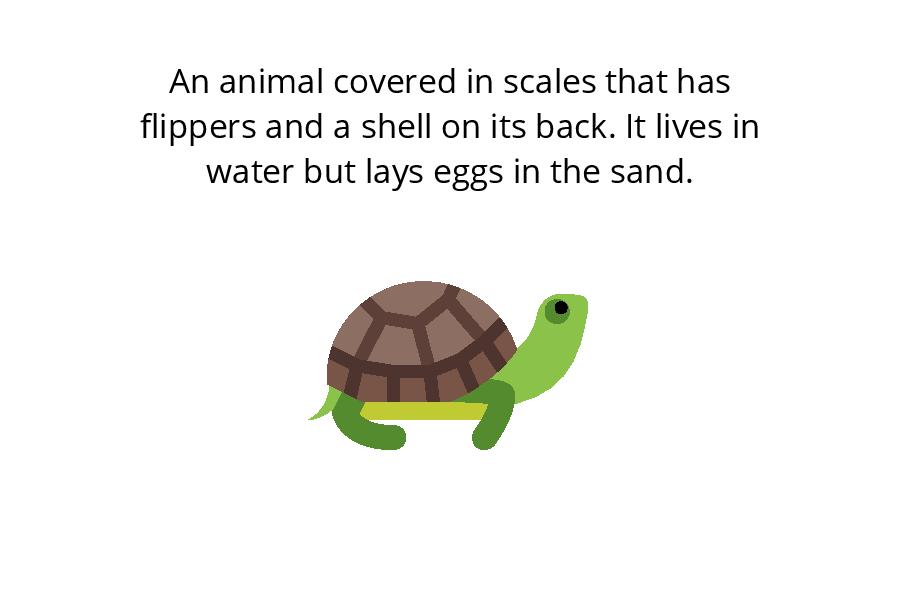 An animal covered in scales that has
flippers and a shell on its back. It lives in
water but lays eggs in the sand.